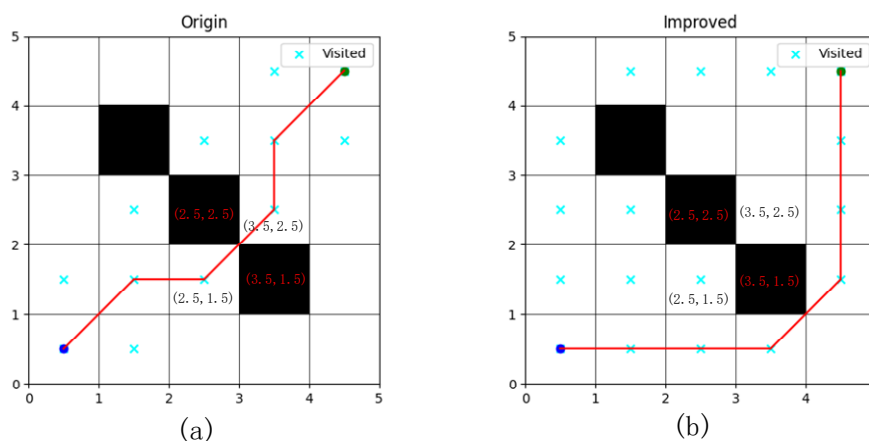 Origin
Improved
Visited
Visited
5
4
3
2
1
0
(2.5,2.5)
(3.5,2.5)
(3.5,1.5)
(2.5,1.5)
0 1 2 3 4 5
5
4
3
2
1
0
(2.5,2.5)
(3.5,2.5)
(3.5,1.5)
(2.5,1.5)
0 1 2 3 4
(a)
(b)